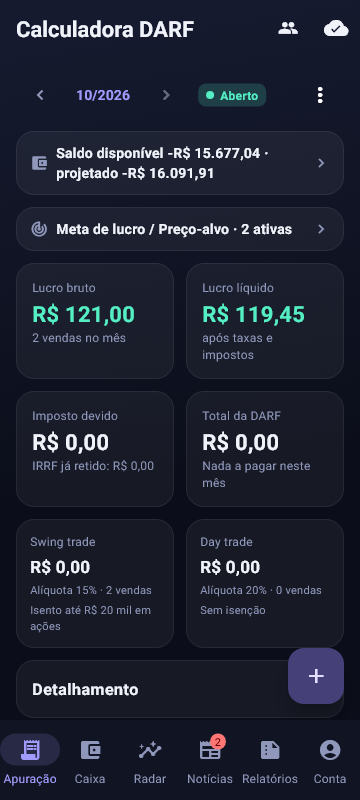 Calculadora DARF
10/2026
Aberto
Saldo disponível -R$ 15.677,04 ·
projetado -R$ 16.091,91
Meta de lucro / Preço-alvo · 2 ativas
Lucro bruto
R$ 121,00
2 vendas no mês
Lucro líquido
R$ 119,45
após taxas e
impostos
Imposto devido
R$ 0,00
IRRF já retido: R$ 0,00
Total da DARF
R$ 0,00
Nada a pagar neste
mês
Swing trade
R$ 0,00
Alíquota 15% · 2 vendas
Isento até R$ 20 mil em
ações
Day trade
R$ 0,00
Alíquota 20% · 0 vendas
Sem isenção
Detalhamento
+
2
Apuração
Caixa
Radar
Notícias
Relatórios
Conta